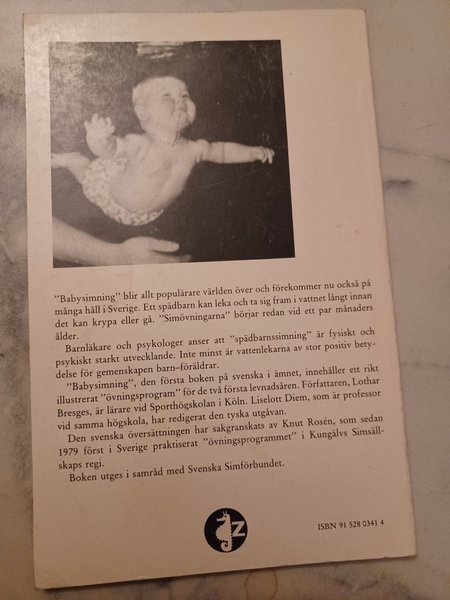 "Babysimning" blir allt populärare världen över och förekommer nu också på
många håll i Sverige. Ett spädbarn kan leka och ta sig fram i vattnet långt innan
det kan krypa eller gå. "Simövningarna" börjar redan vid ett par månaders
ålder.
Barnläkare och psykologer anser att "spädbarnssimning" är fysiskt och
psykiskt starkt utvecklande. Inte minst är vattenlekarna av stor positiv bety-
delse för gemenskapen barn–föräldrar.
"Babysimning", den första boken på svenska i ämnet, innehåller ett rikt
illustrerat "övningsprogram" för de två första levnadsåren. Författaren, Lothar
Bresges, är lärare vid Sporthögskolan i Köln. Liselott Diem, som är professor
vid samma högskola, har redigerat den tyska utgåvan.
Den svenska översättningen har sakgranskats av Knut Rosén, som sedan
1979 först i Sverige praktiserat "övningsprogrammet" i Kungälvs Simsäll-
skaps regi.
Boken utges i samråd med Svenska Simförbundet.
Z
ISBN 91 528 0341 4